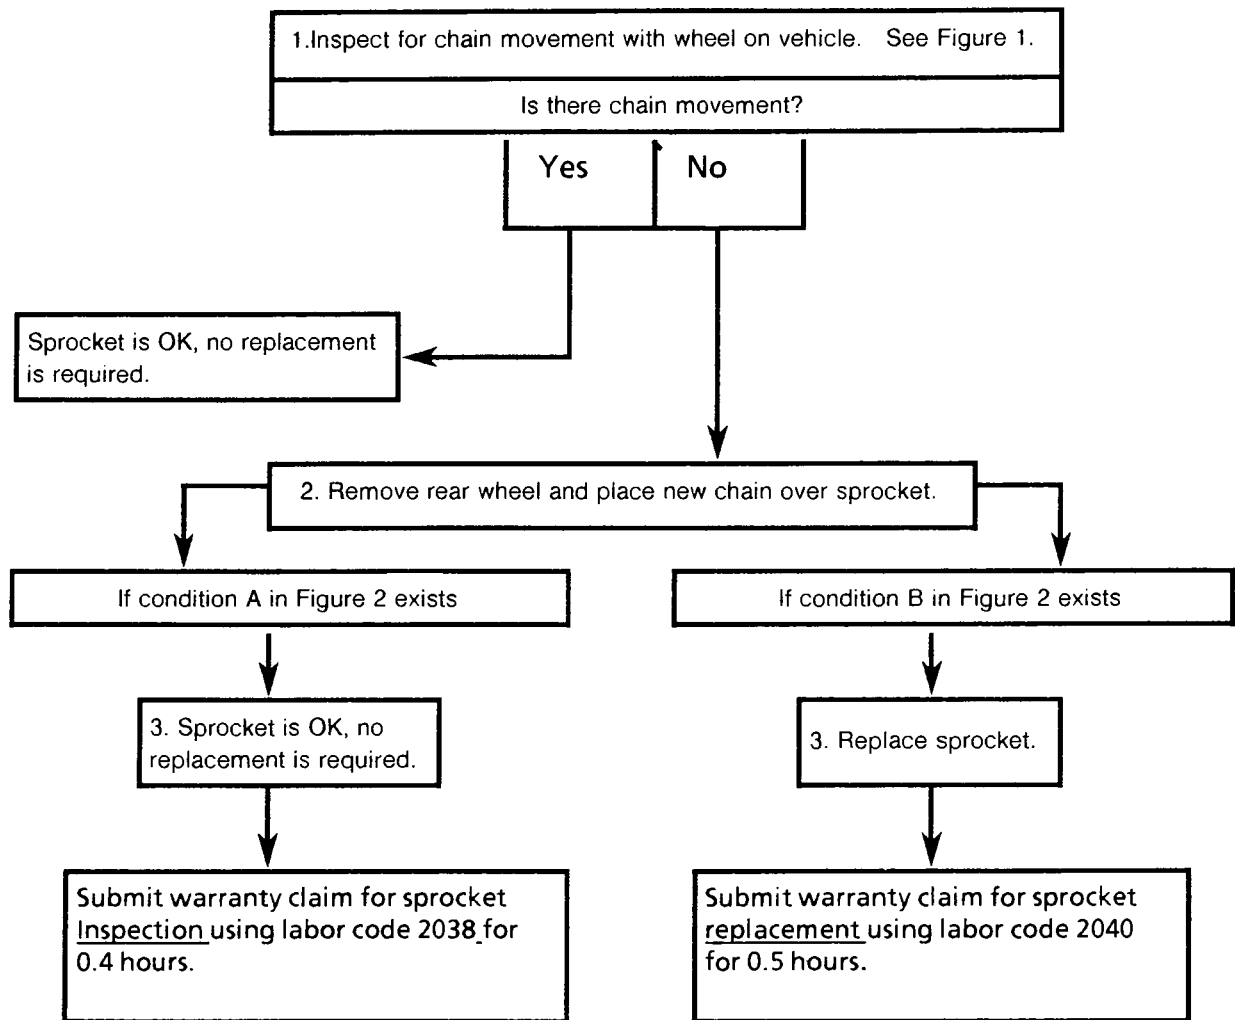 1.Inspect for chain movement with wheel on vehicle. See Figure 1.
Is there chain movement?
Yes
No
Sprocket is OK, no replacement
is required.
2. Remove rear wheel and place new chain over sprocket.
If condition A in Figure 2 exists
If condition B in Figure 2 exists
3. Sprocket is OK, no
replacement is required.
3. Replace sprocket.
Submit warranty claim for sprocket
Inspection using labor code 2038 for
0.4 hours.
Submit warranty claim for sprocket
replacement using labor code 2040
for 0.5 hours.